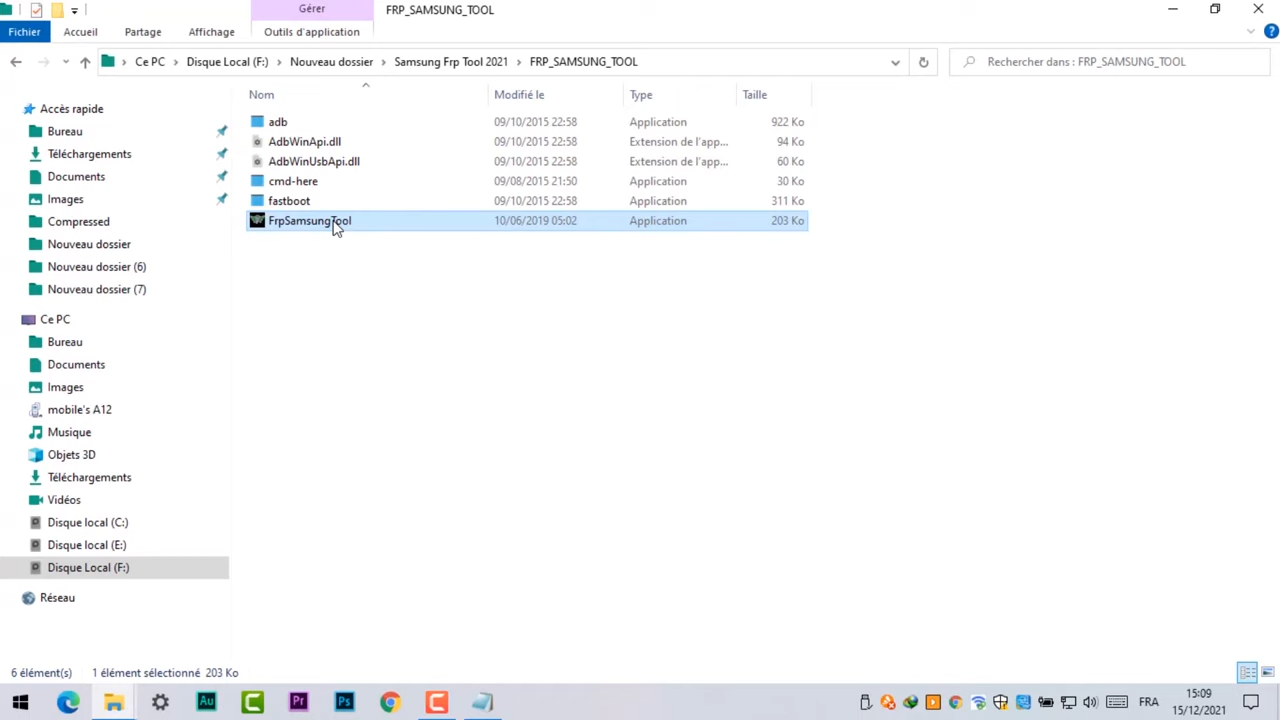 Gérer
FRP_SAMSUNG_TOOL
Fichier
Accueil
Partage
Affichage
Outils d'application
Ce PC > Disque Local (F:) > Nouveau dossier > Samsung Frp Tool 2021 > FRP_SAMSUNG_TOOL
Rechercher dans : FRP_SAMSUNG_TOOL
Nom Modifié le Type Taille
adb 09/10/2015 22:58 Application 922 Ko
AdbWinApi.dll 09/10/2015 22:58 Extension de l'app... 94 Ko
AdbWinUsbApi.dll 09/10/2015 22:58 Extension de l'app... 60 Ko
cmd-here 09/08/2015 21:50 Application 30 Ko
fastboot 09/10/2015 22:58 Application 311 Ko
FrpSamsungTool 10/06/2019 05:02 Application 203 Ko
Accès rapide
Bureau
Téléchargements
Documents
Images
Compressed
Nouveau dossier
Nouveau dossier (6)
Nouveau dossier (7)
Ce PC
Bureau
Documents
Images
mobile's A12
Musique
Objets 3D
Téléchargements
Vidéos
Disque local (C:)
Disque local (E:)
Disque Local (F:)
Réseau
6 élément(s) 1 élément sélectionné 203 Ko
Au
Pr
Ps
FRA
15:09
15/12/2021